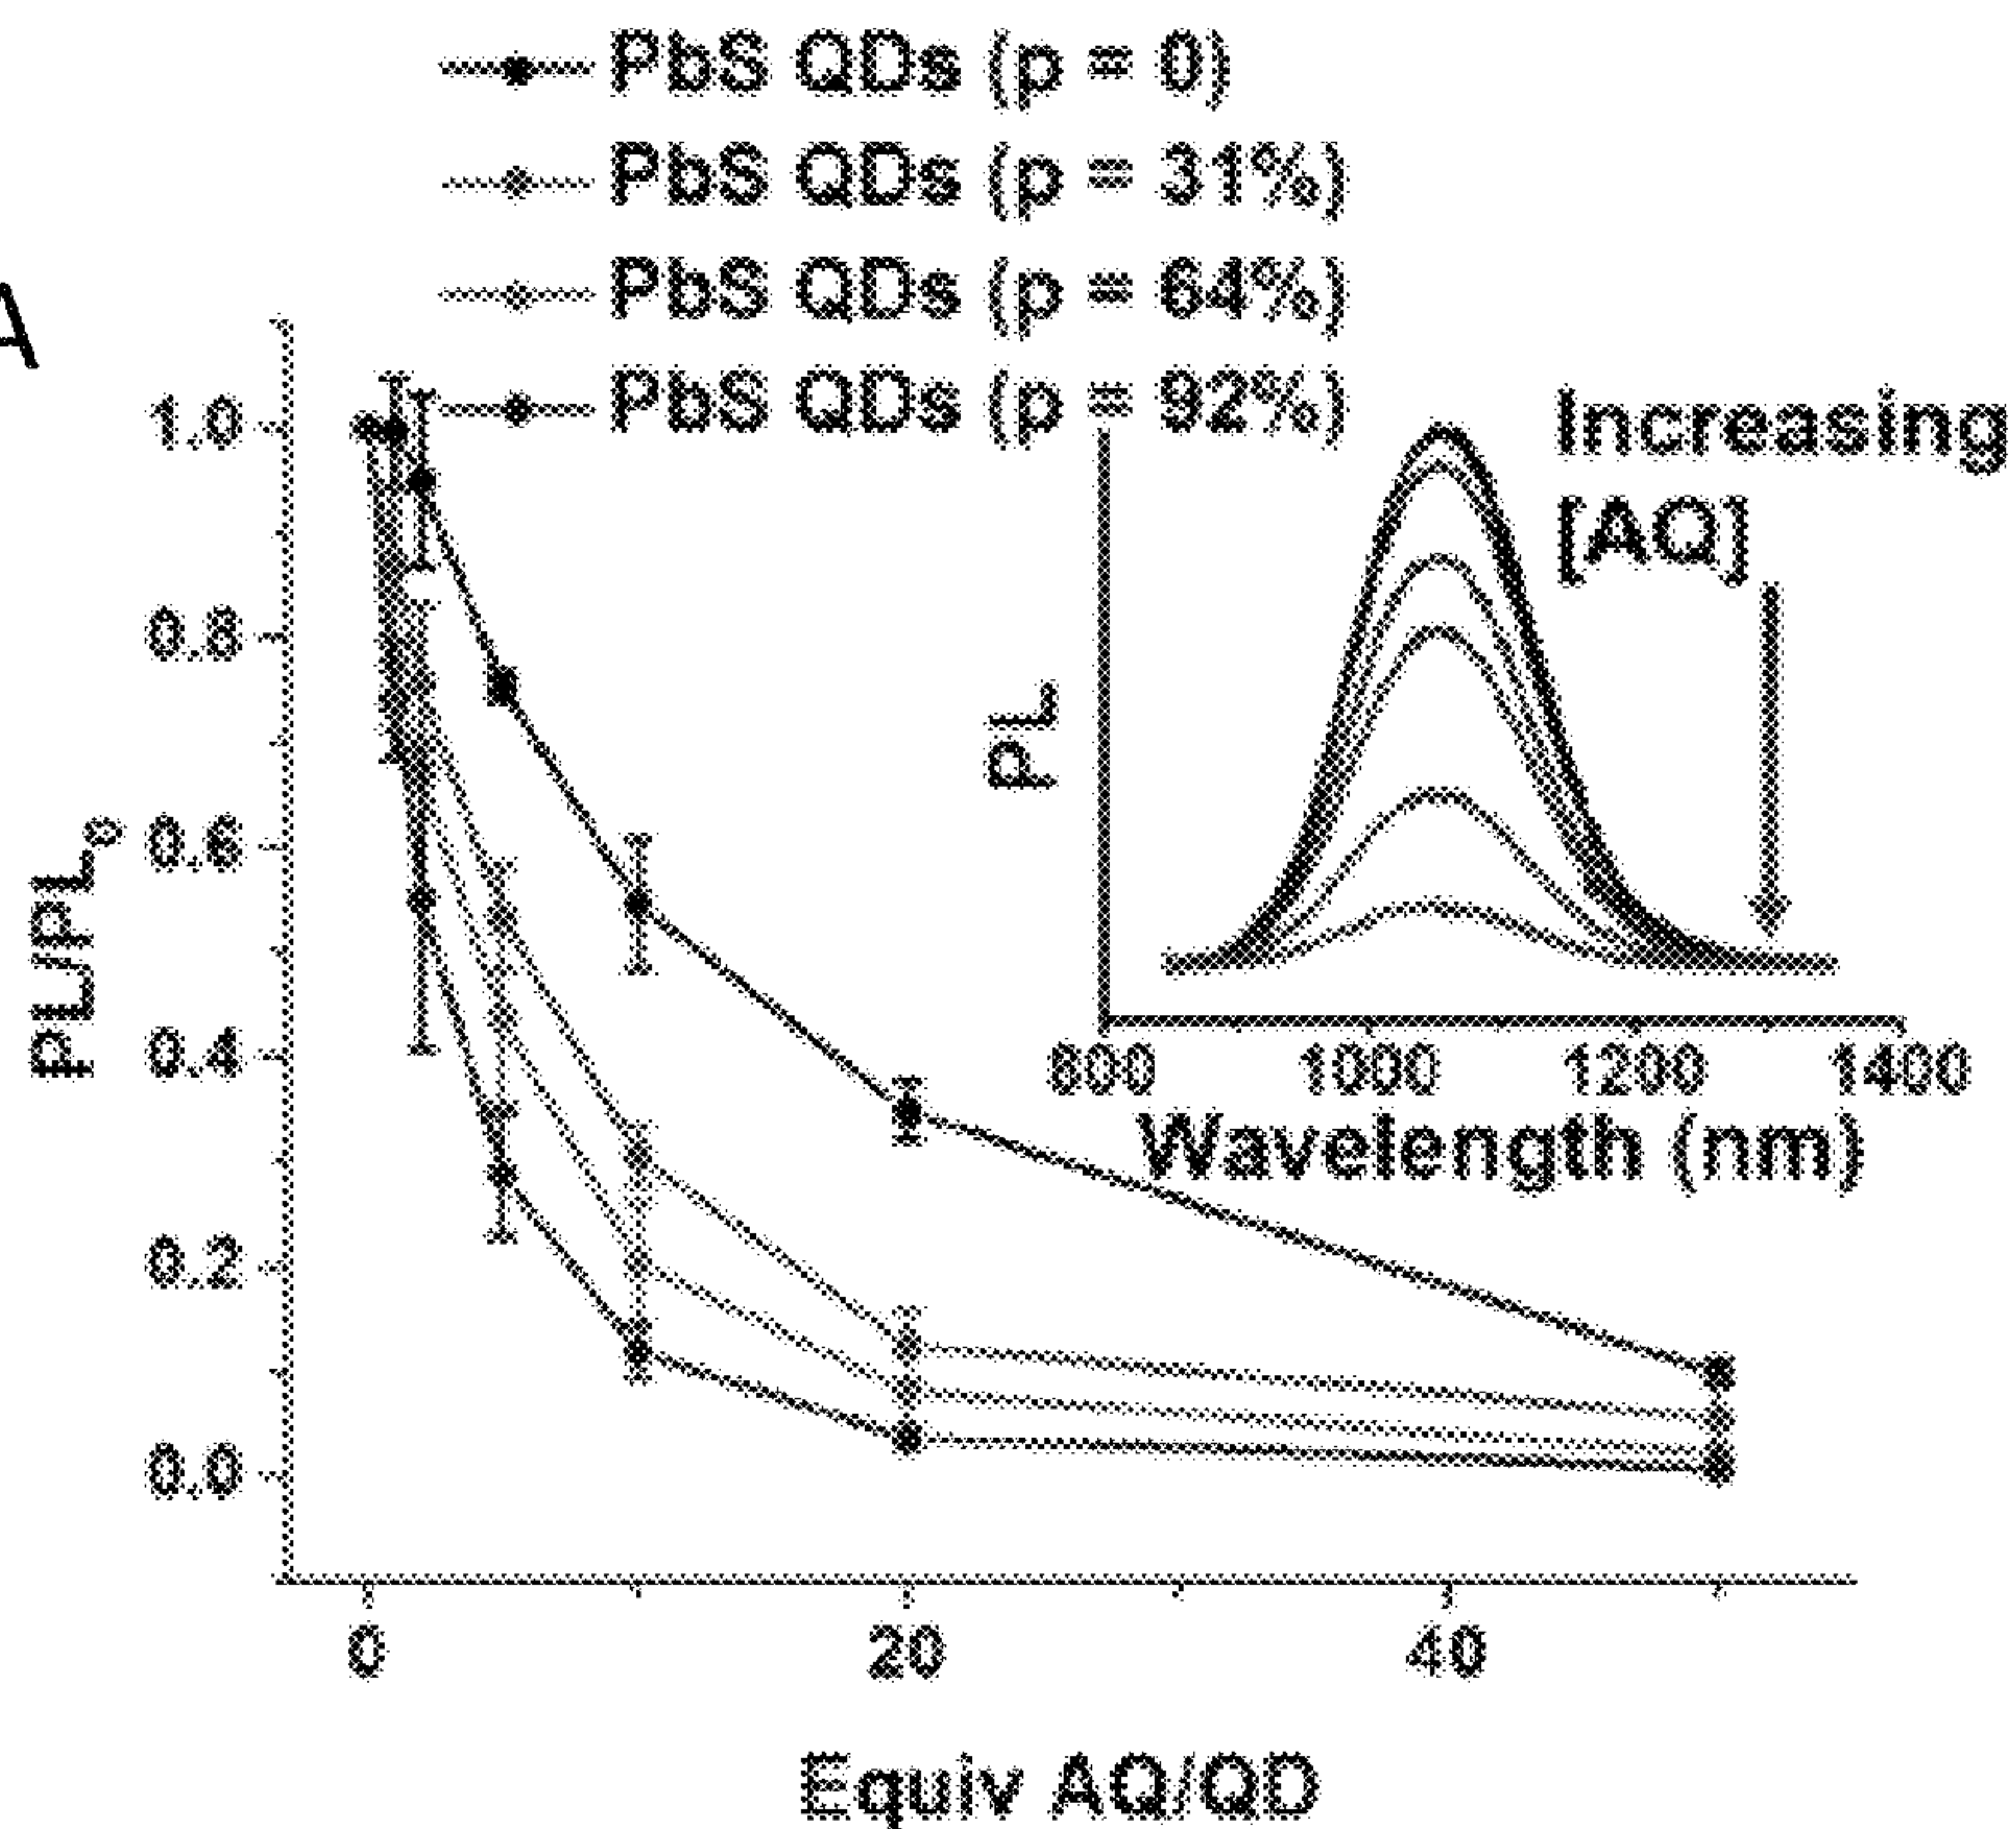 PbS QDs (p = 0)
PbS QDs (p = 31%)
PbS QDs (p = 64%)
PbS QDs (p = 92%)
A
1.0
0.8
0.6
0.4
0.2
0.0
PL/PL₀
0
20
40
Equiv AQ/QD
Increasing
[AQ]
PL
800
1000
1200
1400
Wavelength (nm)